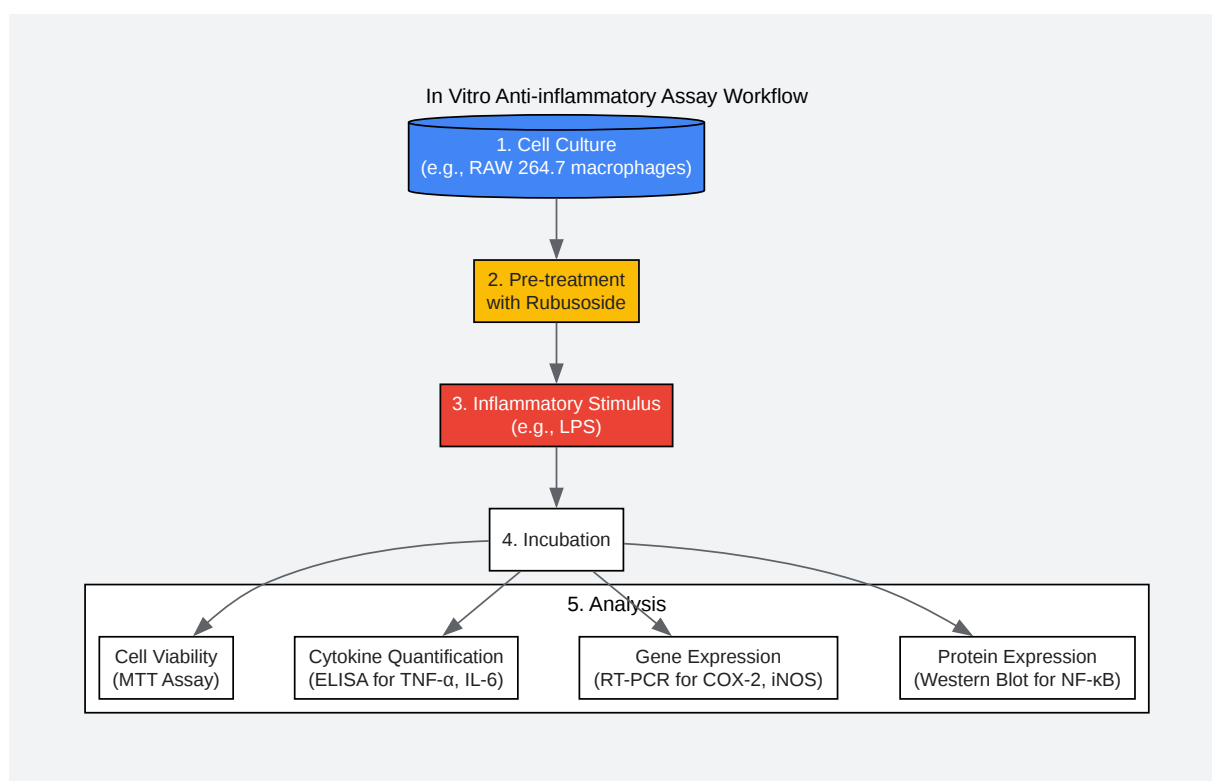 In Vitro Anti-inflammatory Assay Workflow
1. Cell Culture
(e.g., RAW 264.7 macrophages)
2. Pre-treatment
with Rubusoside
3. Inflammatory Stimulus
(e.g., LPS)
4. Incubation
5. Analysis
Cell Viability
(MTT Assay)
Cytokine Quantification
(ELISA for TNF-α, IL-6)
Gene Expression
(RT-PCR for COX-2, iNOS)
Protein Expression
(Western Blot for NF-κB)